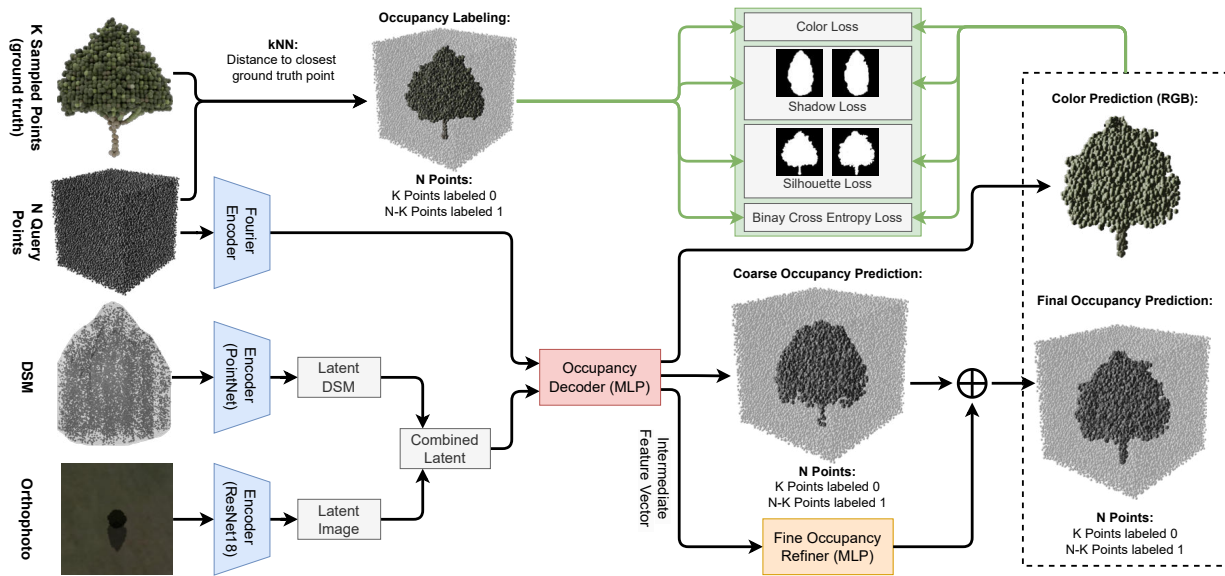 K Sampled Points
(ground truth)
kNN:
Distance to closest
ground truth point
Occupancy Labeling:
N Points:
K Points labeled 0
N-K Points labeled 1
Color Loss
Shadow Loss
Silhouette Loss
Binay Cross Entropy Loss
Color Prediction (RGB):
N Query
Points
Fourier
Encoder
DSM
Encoder
(PointNet)
Latent
DSM
Combined
Latent
Orthophoto
Encoder
(ResNet18)
Latent
Image
Occupancy
Decoder (MLP)
Coarse Occupancy Prediction:
N Points:
K Points labeled 0
N-K Points labeled 1
Intermediate
Feature Vector
Fine Occupancy
Refiner (MLP)
Final Occupancy Prediction:
N Points:
K Points labeled 0
N-K Points labeled 1